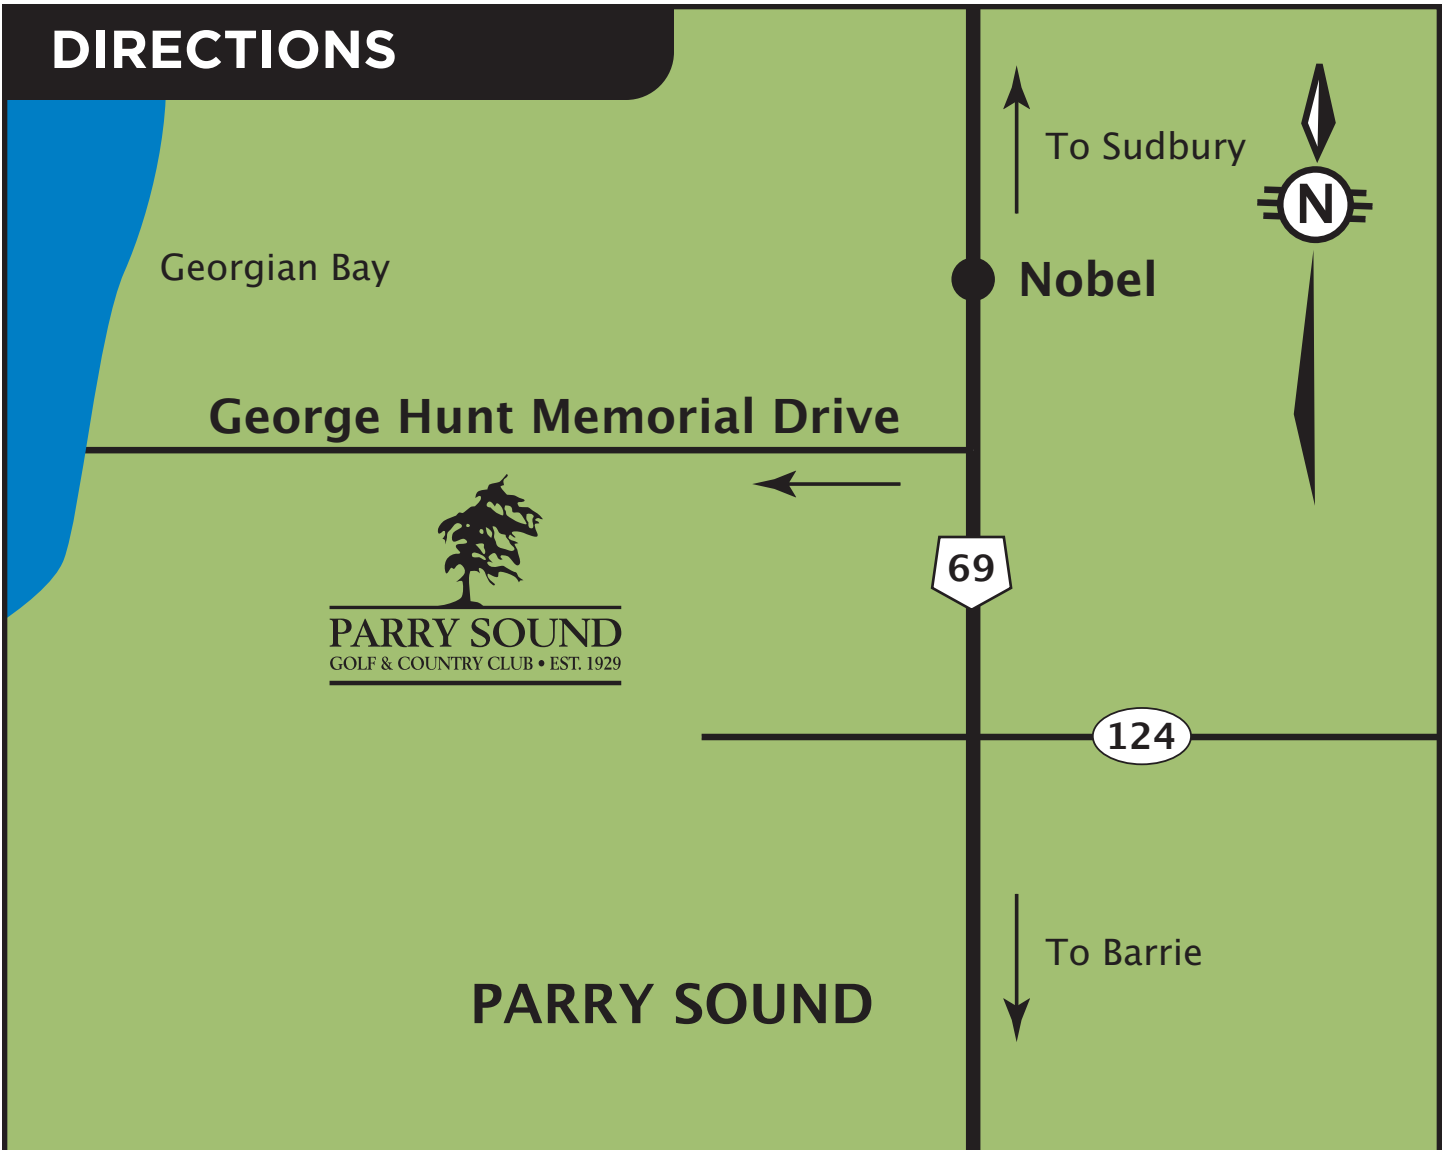 DIRECTIONS
To Sudbury
N
Georgian Bay
Nobel
George Hunt Memorial Drive
69
PARRY SOUND
GOLF & COUNTRY CLUB • EST. 1929
124
To Barrie
PARRY SOUND